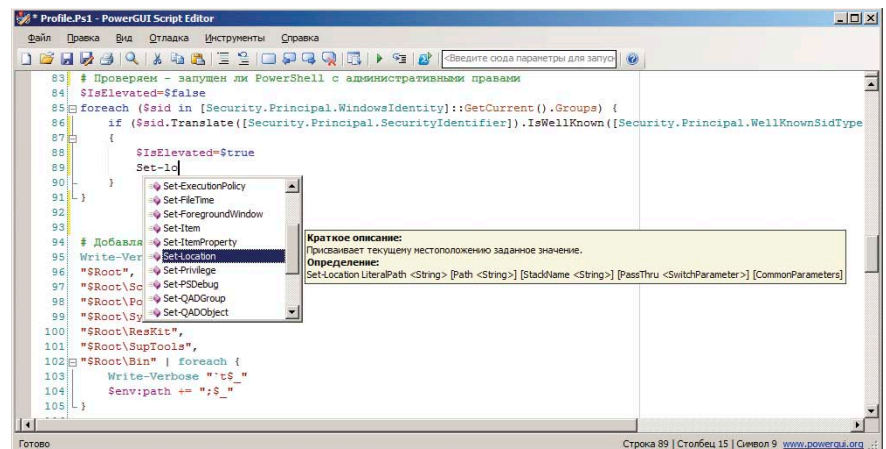 * Profile.Ps1 - PowerGUI Script Editor
Файл Правка Вид Отладка Инструменты Справка
<Введите сюда параметры для запуск
83 # Проверяем - запущен ли PowerShell с административными правами
84 $IsElevated=$false
85 foreach ($sid in [Security.Principal.WindowsIdentity]::GetCurrent().Groups) {
86 if ($sid.Translate([Security.Principal.SecurityIdentifier]).IsWellKnown([Security.Principal.WellKnownSidType
87 {
88 $IsElevated=$true
89 Set-lo
90 }
91 }
92
93
94 # Добавля
95 Write-Ver
96 "$Root",
97 "$Root\Sc
98 "$Root\Po
99 "$Root\Sy
100 "$Root\ResKit",
101 "$Root\SupTools",
102 "$Root\Bin" | foreach {
103 Write-Verbose "`t$_"
104 $env:path += ";$_"
105 }
Set-ExecutionPolicy
Set-FileTime
Set-ForegroundWindow
Set-Item
Set-ItemProperty
Set-Location
Set-Privilege
Set-PSDebug
Set-QADGroup
Set-QADObject
Краткое описание:
Присваивает текущему местоположению заданное значение.
Определение:
Set-Location LiteralPath <String> [Path <String>] [StackName <String>] [PassThru <SwitchParameter>] [CommonParameters]
Готово
Строка 89 | Столбец 15 | Символ 9 www.powergui.org